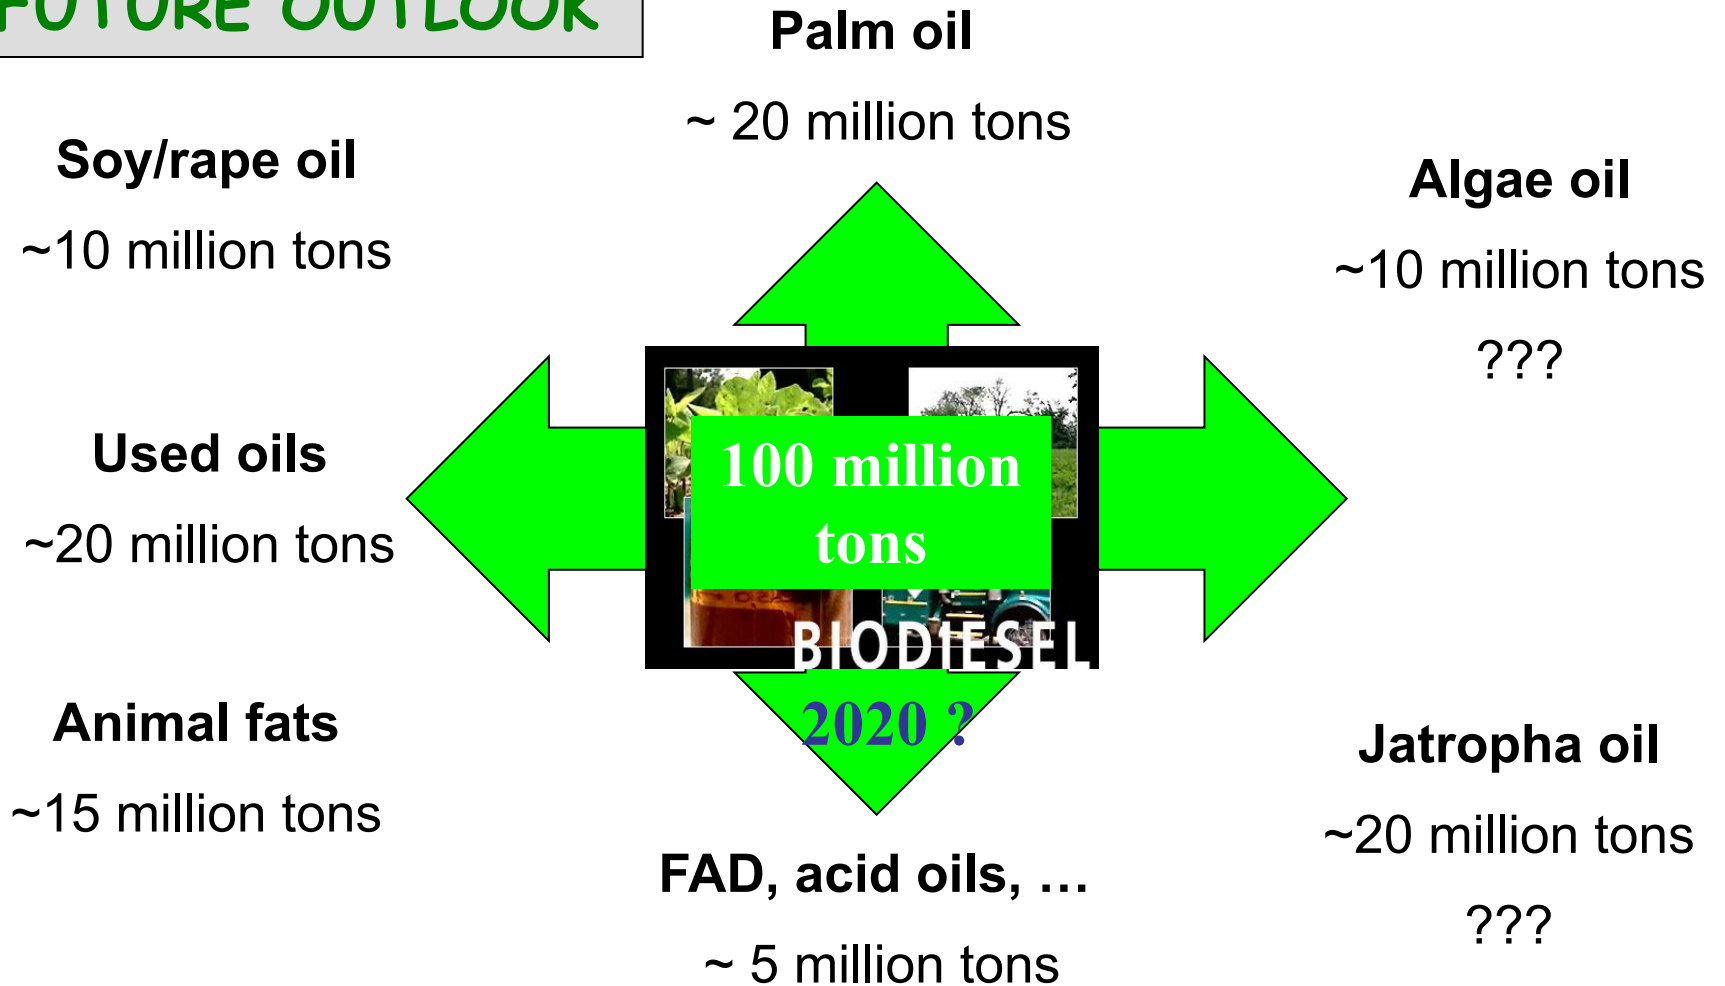 FUTURE OUTLOOK
Palm oil
~ 20 million tons
Soy/rape oil
~10 million tons
Algae oil
~10 million tons
???
Used oils
~20 million tons
100 million
tons
BIODIESEL
2020 ?
Animal fats
~15 million tons
Jatropha oil
~20 million tons
???
FAD, acid oils, …
~ 5 million tons